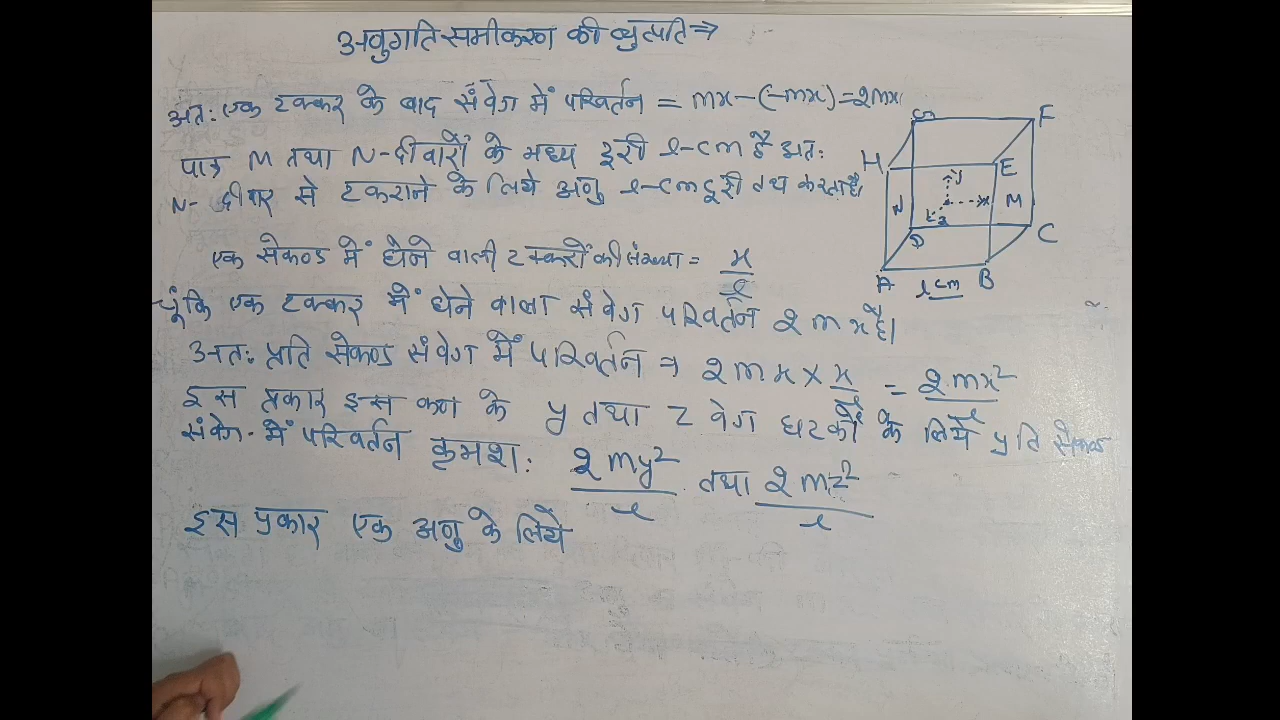 अणुगति समीकरण की व्युत्पति ⇒
अतः एक टक्कर के बाद संवेग में परिवर्तन = mx-(-mx)=2mx
पात्र M तथा N-दीवारों के मध्य दूरी l-cm है अतः
N- दीवार से टकराने के लिये अणु l-cm दूरी तय करता है।
एक सेकण्ड में होने वाली टक्करों की संख्या = x/l
चूंकि एक टक्कर में होने वाला संवेग परिवर्तन 2mx है।
अतः प्रति सेकण्ड संवेग में परिवर्तन ⇒ 2mx × x/l = 2mx²/l
इस प्रकार इस कण के y तथा z वेग घटकों के लिये प्रति सेकण्ड
संवेग में परिवर्तन क्रमशः 2my²/l तथा 2mz²/l
इस प्रकार एक अणु के लिये
G F
H E
y
N x M
z
D C
A B
l cm